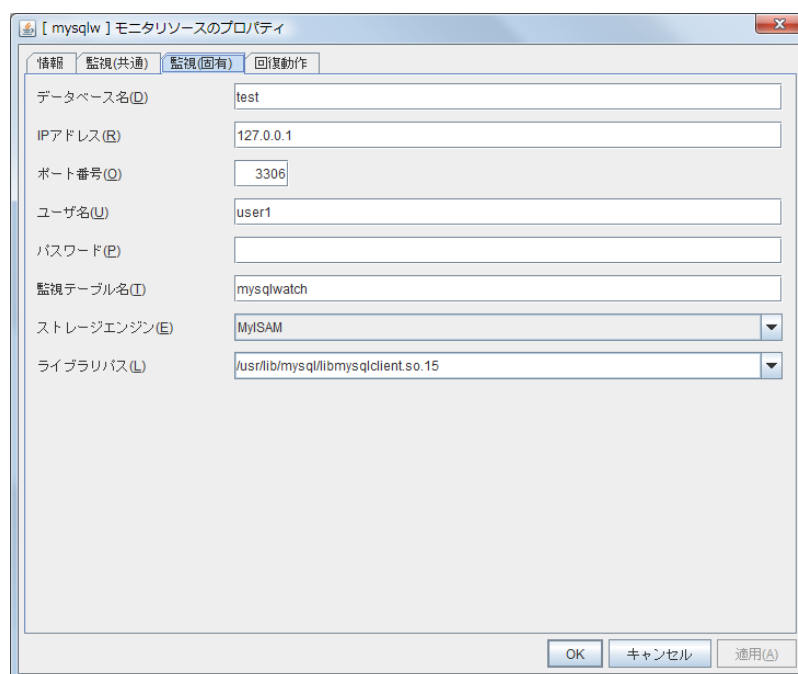 [ mysqlw ] モニタリソースのプロパティ
情報 監視(共通) 監視(固有) 回復動作
データベース名(D) test
IPアドレス(R) 127.0.0.1
ポート番号(O) 3306
ユーザ名(U) user1
パスワード(P)
監視テーブル名(T) mysqlwatch
ストレージエンジン(E) MyISAM
ライブラリパス(L) /usr/lib/mysql/libmysqlclient.so.15
OK キャンセル 適用(A)